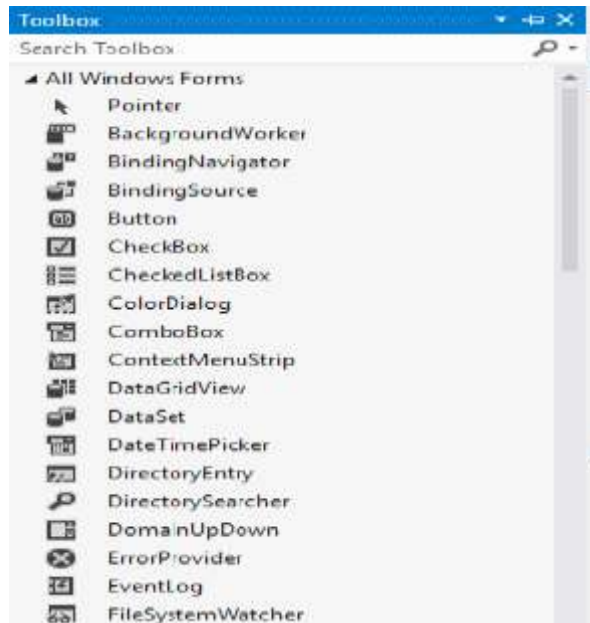 Toolbox
Search Toolbox
All Windows Forms
Pointer
BackgroundWorker
BindingNavigator
BindingSource
Button
CheckBox
CheckedListBox
ColorDialog
ComboBox
ContextMenuStrip
DataGridView
DataSet
DateTimePicker
DirectoryEntry
DirectorySearcher
DomainUpDown
ErrorProvider
EventLog
FileSystemWatcher